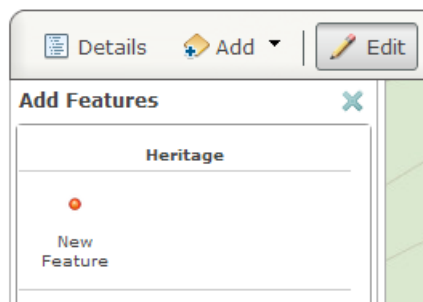 Details Add Edit
Add Features
Heritage
New
Feature